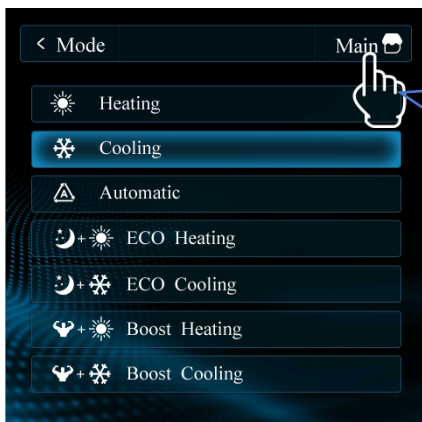 < Mode
Main
Heating
Cooling
A Automatic
ECO Heating
ECO Cooling
Boost Heating
Boost Cooling